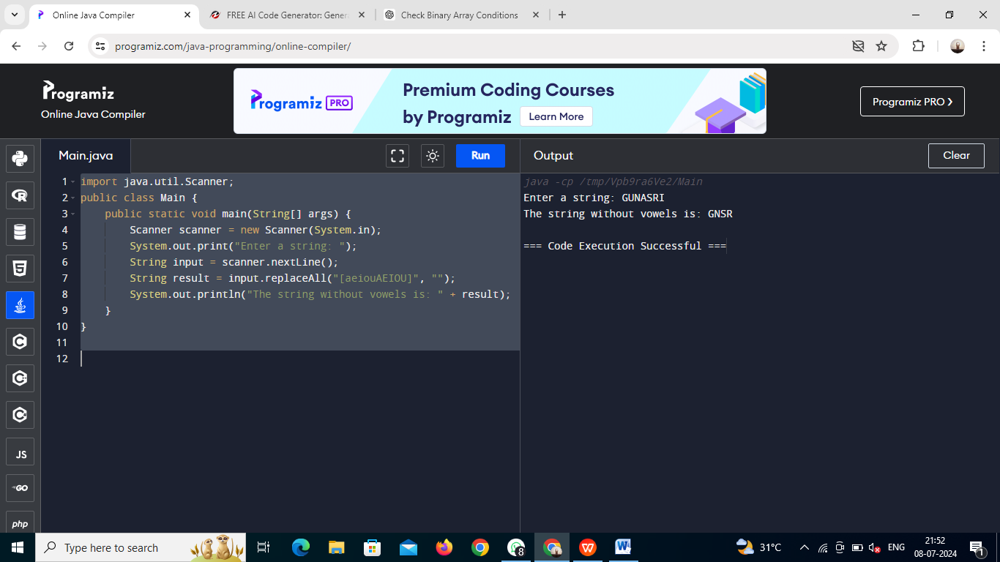 Online Java Compiler
FREE AI Code Generator: Genera
Check Binary Array Conditions
programiz.com/java-programming/online-compiler/
Programiz
Online Java Compiler
Programiz PRO
Premium Coding Courses
by Programiz
Learn More
Programiz PRO ❯
Main.java
Run
Output
Clear
1 import java.util.Scanner;
2 public class Main {
3 public static void main(String[] args) {
4 Scanner scanner = new Scanner(System.in);
5 System.out.print("Enter a string: ");
6 String input = scanner.nextLine();
7 String result = input.replaceAll("[aeiouAEIOU]", "");
8 System.out.println("The string without vowels is: " + result);
9 }
10 }
11
12
java -cp /tmp/Vpb9ra6Ve2/Main
Enter a string: GUNASRI
The string without vowels is: GNSR
=== Code Execution Successful ===
JS
GO
php
Type here to search
8
31°C
ENG
21:52
08-07-2024
1